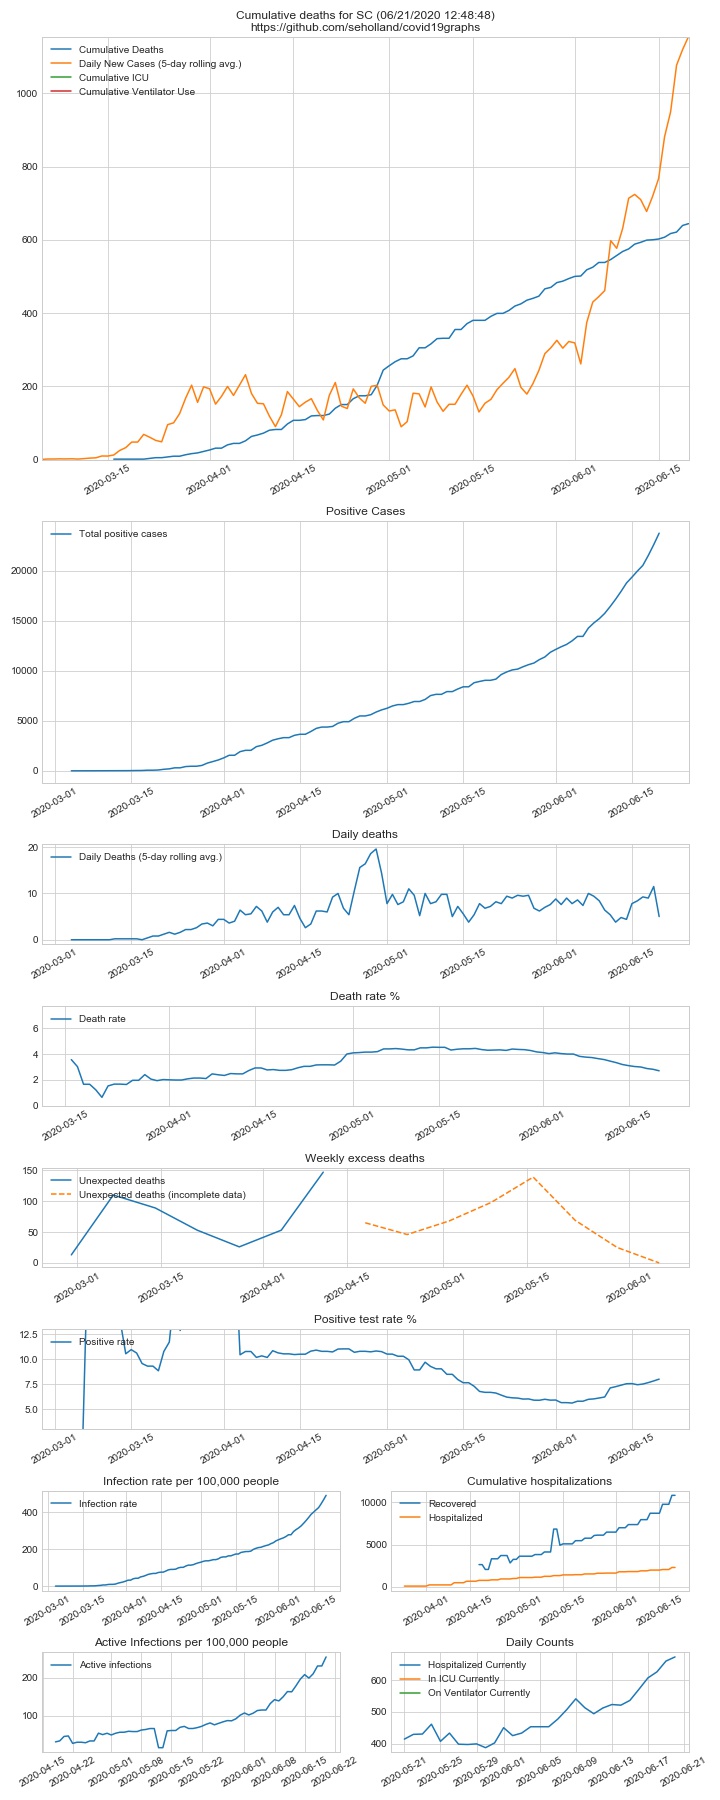 Cumulative deaths for SC (06/21/2020 12:48:48)
https://github.com/seholland/covid19graphs
Cumulative Deaths
Daily New Cases (5-day rolling avg.)
Cumulative ICU
Cumulative Ventilator Use
1000
800
600
400
200
0
2020-03-15 2020-04-01 2020-04-15 2020-05-01 2020-05-15 2020-06-01 2020-06-15
Positive Cases
Total positive cases
20000
15000
10000
5000
0
2020-03-01 2020-03-15 2020-04-01 2020-04-15 2020-05-01 2020-05-15 2020-06-01 2020-06-15
Daily deaths
20
Daily Deaths (5-day rolling avg.)
10
0
2020-03-01 2020-03-15 2020-04-01 2020-04-15 2020-05-01 2020-05-15 2020-06-01 2020-06-15
Death rate %
Death rate
6
4
2
0
2020-03-15 2020-04-01 2020-04-15 2020-05-01 2020-05-15 2020-06-01 2020-06-15
Weekly excess deaths
150
Unexpected deaths
Unexpected deaths (incomplete data)
100
50
0
2020-03-01 2020-03-15 2020-04-01 2020-04-15 2020-05-01 2020-05-15 2020-06-01
Positive test rate %
12.5
Positive rate
10.0
7.5
5.0
2020-03-01 2020-03-15 2020-04-01 2020-04-15 2020-05-01 2020-05-15 2020-06-01 2020-06-15
Infection rate per 100,000 people
Infection rate
400
200
0
2020-03-01 2020-03-15 2020-04-01 2020-04-15 2020-05-01 2020-05-15 2020-06-01 2020-06-15
Cumulative hospitalizations
10000
Recovered
Hospitalized
5000
0
2020-04-01 2020-04-15 2020-05-01 2020-05-15 2020-06-01 2020-06-15
Active Infections per 100,000 people
Active infections
200
100
2020-04-15 2020-04-22 2020-05-01 2020-05-08 2020-05-15 2020-05-22 2020-06-01 2020-06-08 2020-06-15 2020-06-22
Daily Counts
Hospitalized Currently
In ICU Currently
On Ventilator Currently
600
500
400
2020-05-21 2020-05-25 2020-05-29 2020-06-01 2020-06-05 2020-06-09 2020-06-13 2020-06-17 2020-06-21